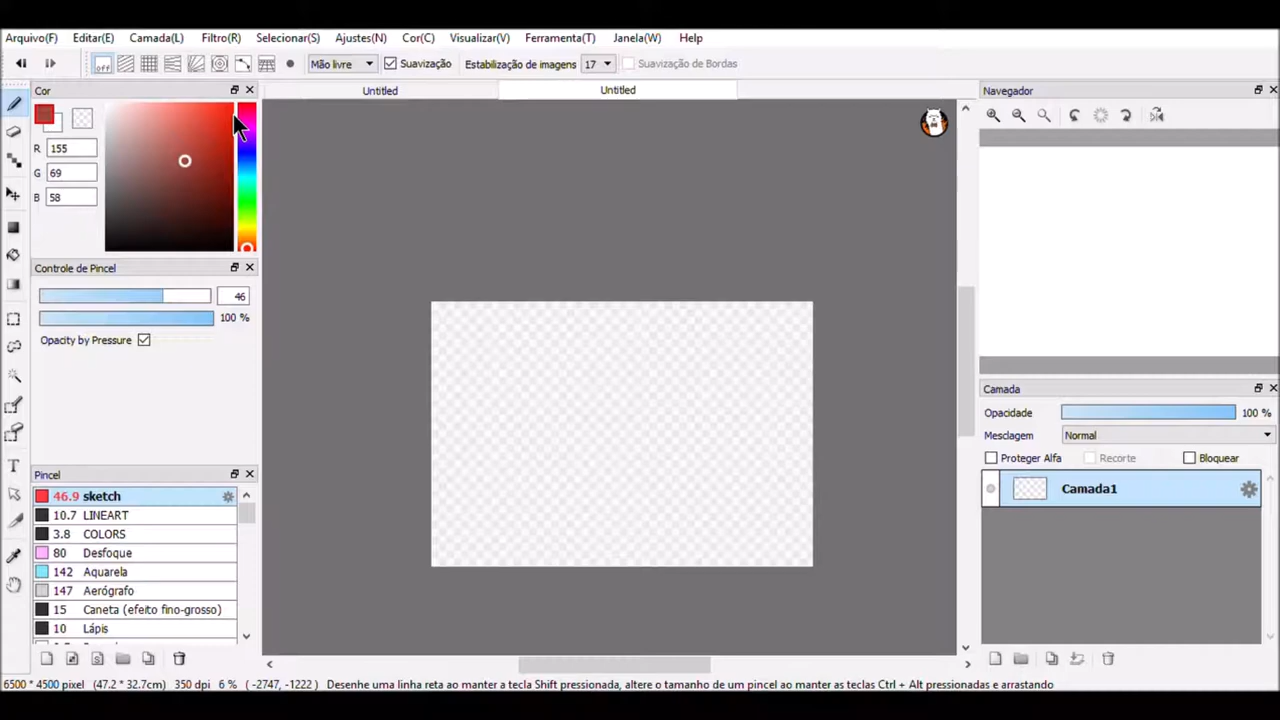 Arquivo(F) Editar(E) Camada(L) Filtro(R) Selecionar(S) Ajustes(N) Cor(C) Visualizar(V) Ferramenta(T) Janela(W) Help
off Mão livre Suavização Estabilização de imagens 17 Suavização de Bordas
Cor
R 155
G 69
B 58
Controle de Pincel
46
100 %
Opacity by Pressure
Pincel
46.9 sketch
10.7 LINEART
3.8 COLORS
80 Desfoque
142 Aquarela
147 Aerógrafo
15 Caneta (efeito fino-grosso)
10 Lápis
Untitled Untitled
Navegador
Camada
Opacidade 100 %
Mesclagem Normal
Proteger Alfa Recorte Bloquear
Camada1
6500 * 4500 pixel (47.2 * 32.7cm) 350 dpi 6 % ( -2747, -1222) Desenhe uma linha reta ao manter a tecla Shift pressionada, altere o tamanho de um pincel ao manter as teclas Ctrl + Alt pressionadas e arrastando